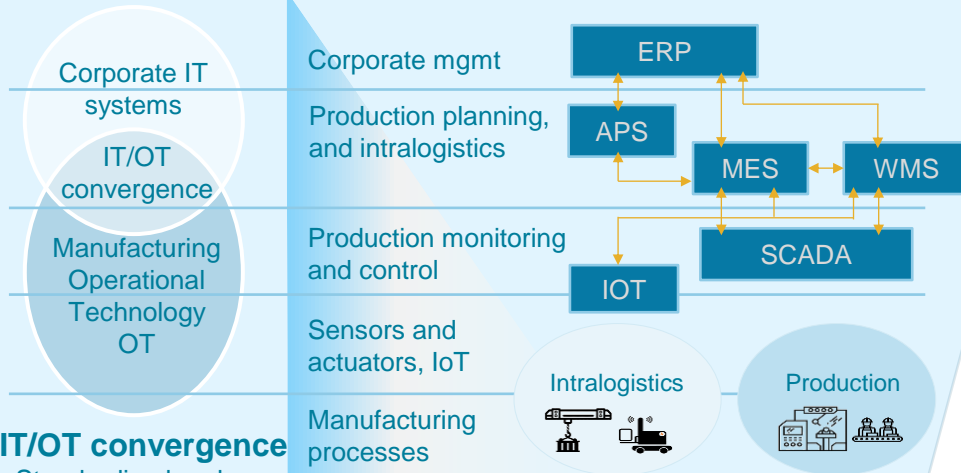 Corporate IT
systems
IT/OT
convergence
Manufacturing
Operational
Technology
OT
IT/OT convergence
Corporate mgmt
Production planning,
and intralogistics
Production monitoring
and control
Sensors and
actuators, IoT
Manufacturing
processes
ERP
APS
MES
WMS
SCADA
IOT
Intralogistics
Production